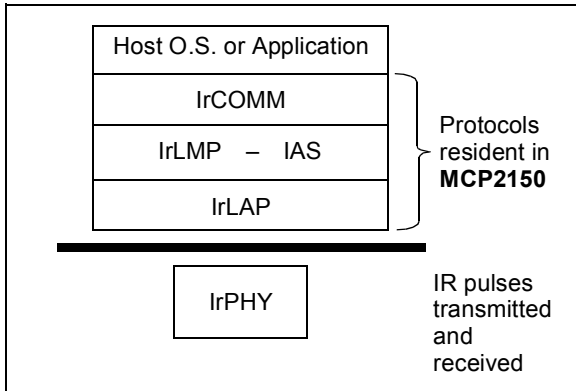 Host O.S. or Application
IrCOMM
IrLMP – IAS
IrLAP
Protocols
resident in
MCP2150
IrPHY
IR pulses
transmitted
and
received